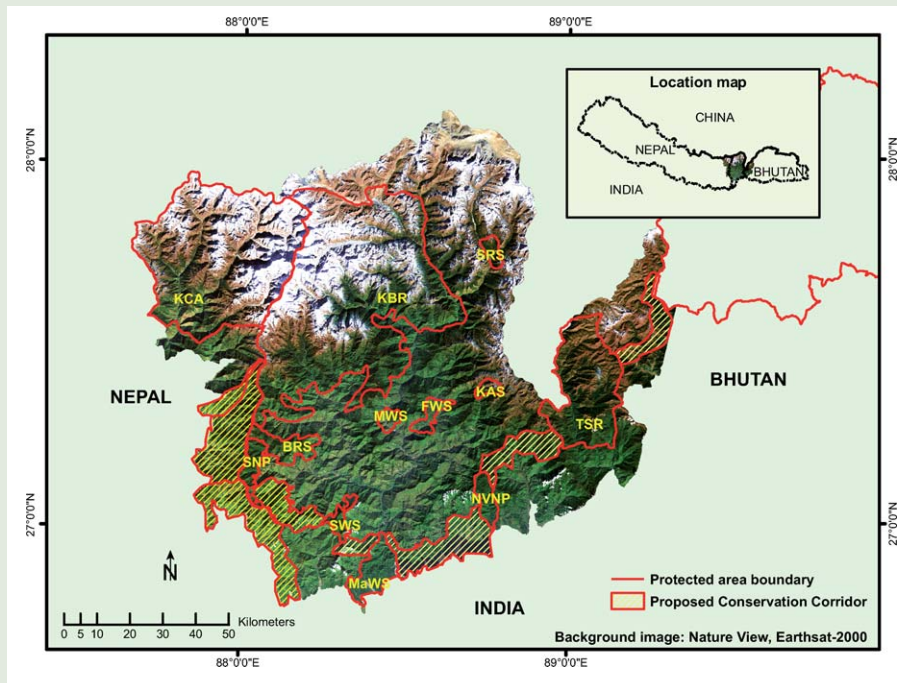 88°0'0"E
89°0'0"E
Location map
CHINA
NEPAL
BHUTAN
INDIA
28°0'0"N
28°0'0"N
SRS
KCA
KBR
NEPAL
BHUTAN
KAS
MWS
FWS
TSR
BRS
SNP
NVNP
27°0'0"N
27°0'0"N
SWS
MaWS
N
INDIA
Protected area boundary
Proposed Conservation Corridor
Kilometers
0 5 10 20 30 40 50
Background image: Nature View, Earthsat-2000
88°0'0"E
89°0'0"E